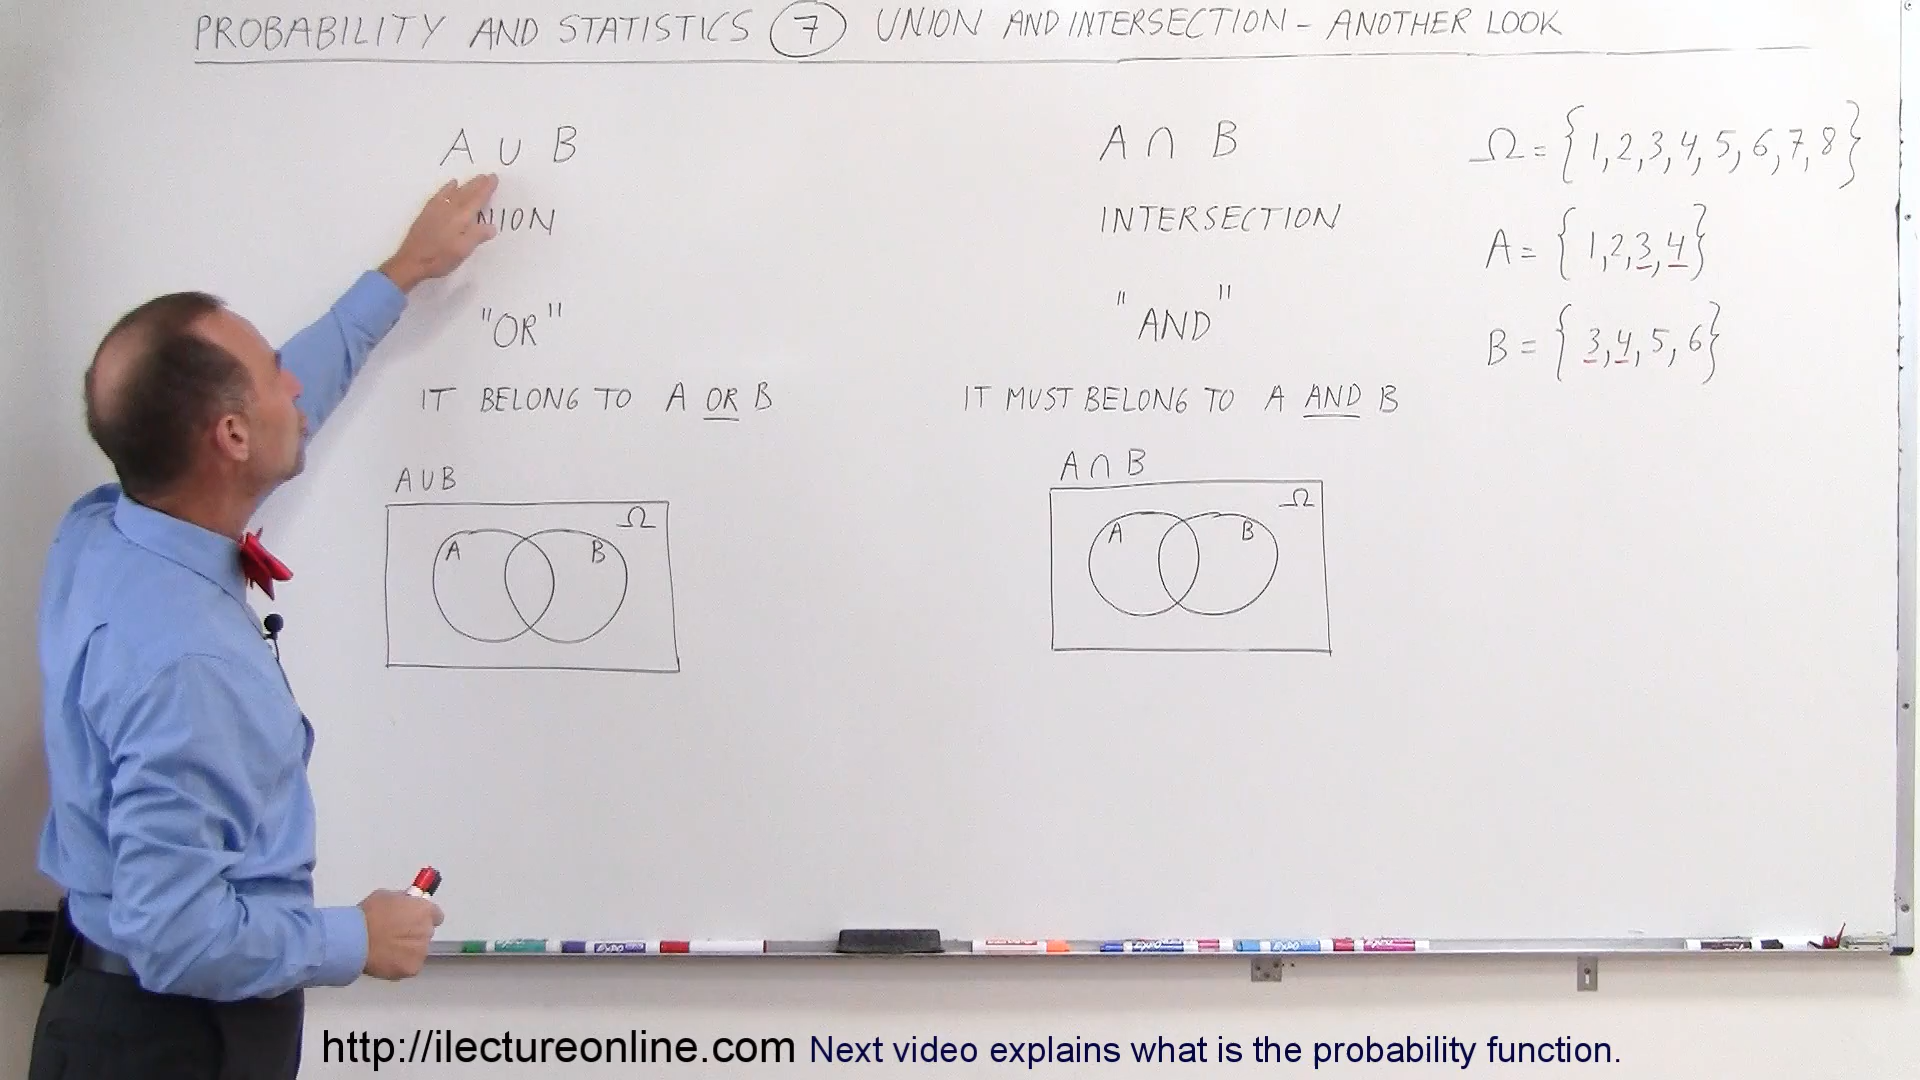 PROBABILITY AND STATISTICS 7 UNION AND INTERSECTION - ANOTHER LOOK
A ∪ B
NION
"OR"
IT BELONG TO A OR B
A∪B
Ω
A
B
A ∩ B
INTERSECTION
"AND"
IT MUST BELONG TO A AND B
A ∩ B
Ω
A
B
Ω = {1,2,3,4,5,6,7,8}
A = {1,2,3,4}
B = {3,4,5,6}
EXPO
EXPO
http://ilectureonline.com Next video explains what is the probability function.